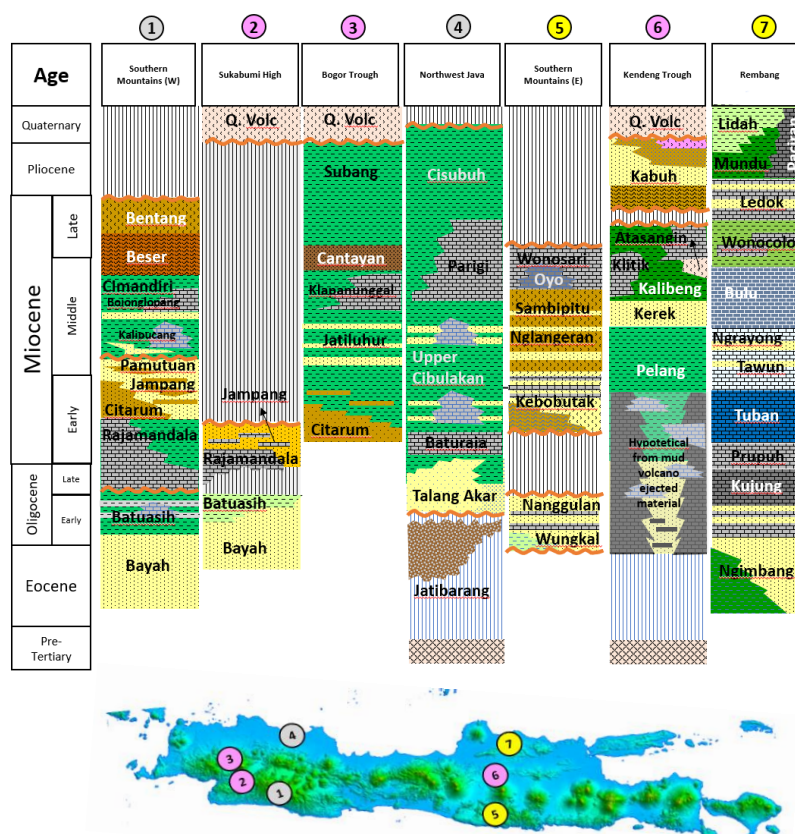 1
2
3
4
5
6
7
Age
Southern
Mountains (W)
Sukabumi High
Bogor Trough
Northwest Java
Southern
Mountains (E)
Kendeng Trough
Rembang
Quaternary
Pliocene
Miocene
Late
Middle
Early
Oligocene
Late
Early
Eocene
Pre-
Tertiary
Bentang
Beser
Cimandiri
Bojonglopang
Kalipucang
Pamutuan
Jampang
Citarum
Rajamandala
Batuasih
Bayah
Q. Volc
Jampang
Rajamandala
Batuasih
Bayah
Q. Volc
Subang
Cantayan
Klapanunggal
Jatiluhur
Citarum
Cisubuh
Parigi
Upper
Cibulakan
Baturaja
Talang Akar
Jatibarang
Wonosari
Oyo
Sambipitu
Nglangeran
Kebobutak
Nanggulan
Wungkal
Q. Volc
Kabuh
Atasangin
Klitik
Kalibeng
Kerek
Pelang
Hypotetical
from mud
volcano
ejected
material
Lidah
Paciran
Mundu
Ledok
Wonocolo
Bulu
Ngrayong
Tawun
Tuban
Prupuh
Kujung
Ngimbang
4
7
3
2
6
1
5